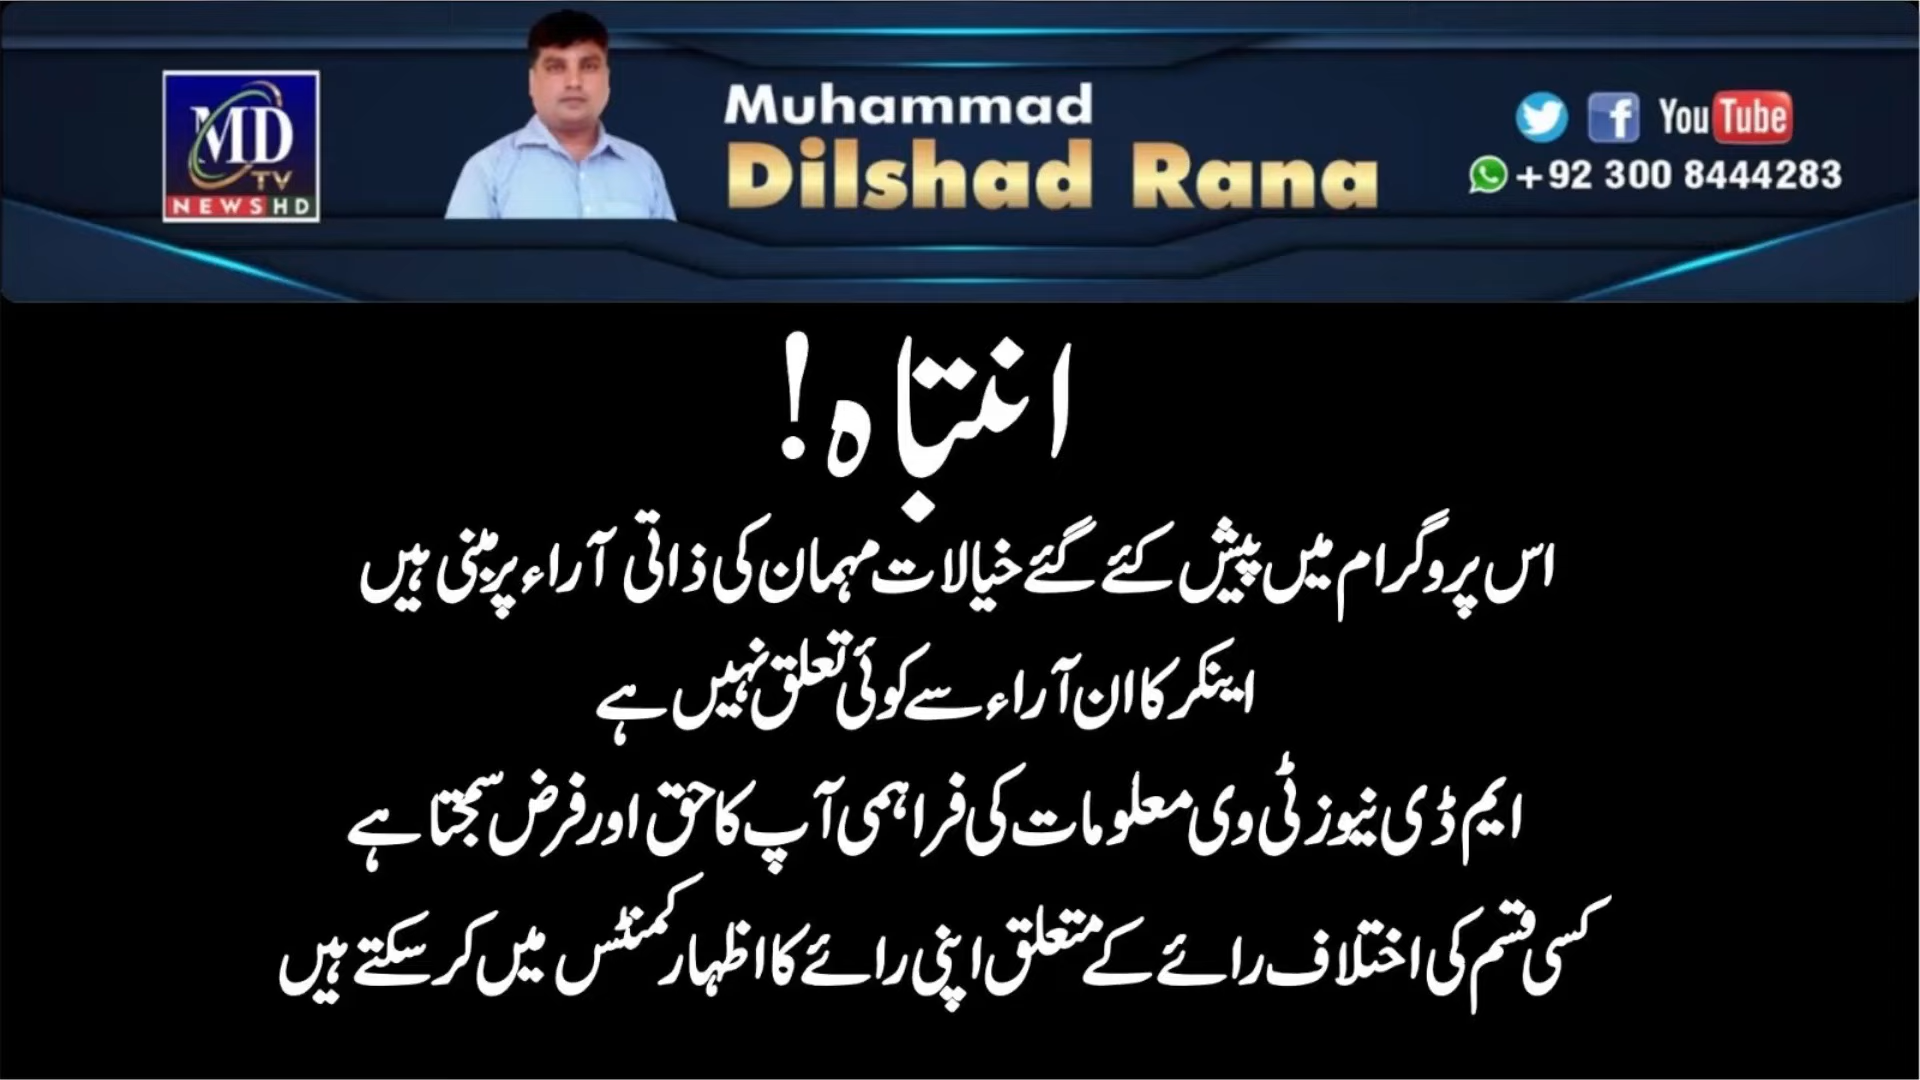 MD
TV
NEWS HD
Muhammad
Dilshad Rana
You Tube
+92 300 8444283
انتباہ!
اس پروگرام میں پیش کئے گئے خیالات مہمان کی ذاتی آراء پر مبنی ہیں
اینکر کا ان آراء سے کوئی تعلق نہیں ہے
ایم ڈی نیوز ٹی وی معلومات کی فراہمی آپ کا حق اور فرض سمجتا ہے
کسی قسم کی اختلاف رائے کے متعلق اپنی رائے کا اظہار کمنٹس میں کر سکتے ہیں